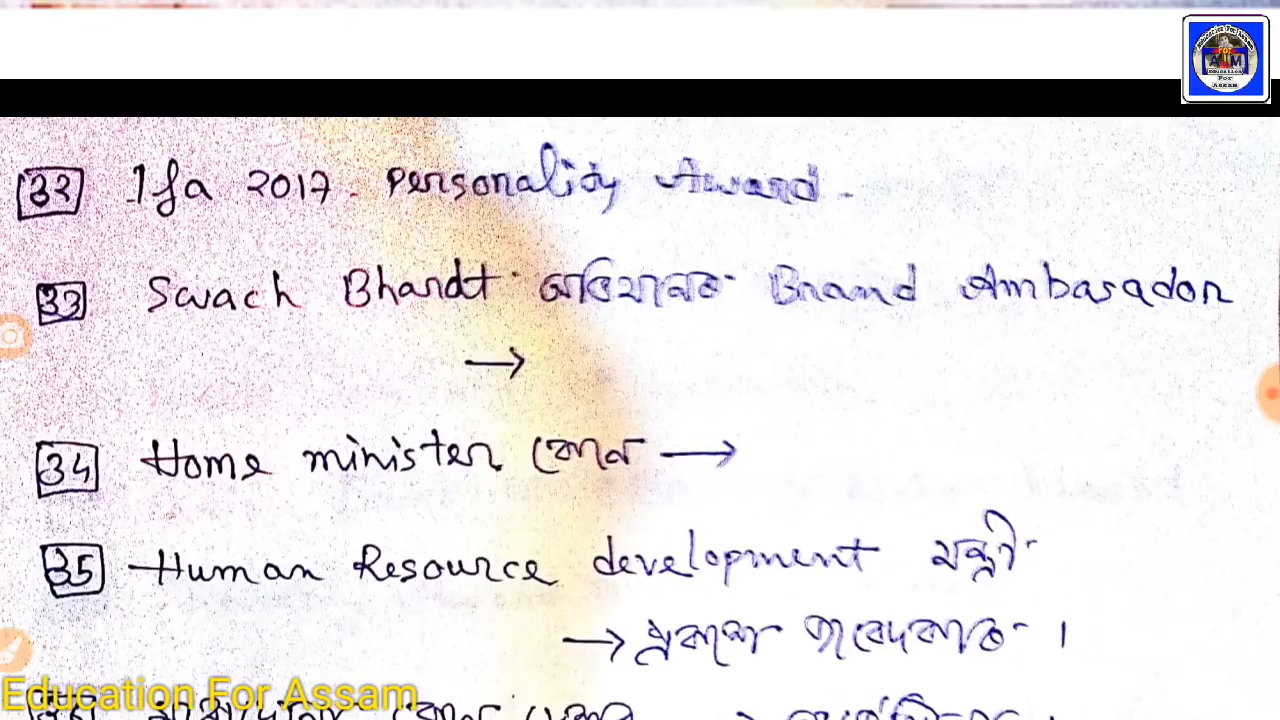 32 Ifa 2017 - Personality Award -
33 Swach Bhardt অভিযানৰ Brand Ambasador
→
34 Home minister কোন →
35 Human Resource development মন্ত্ৰী
→ প্ৰকাশ জাবেদকাৰ ।
Education For Assam